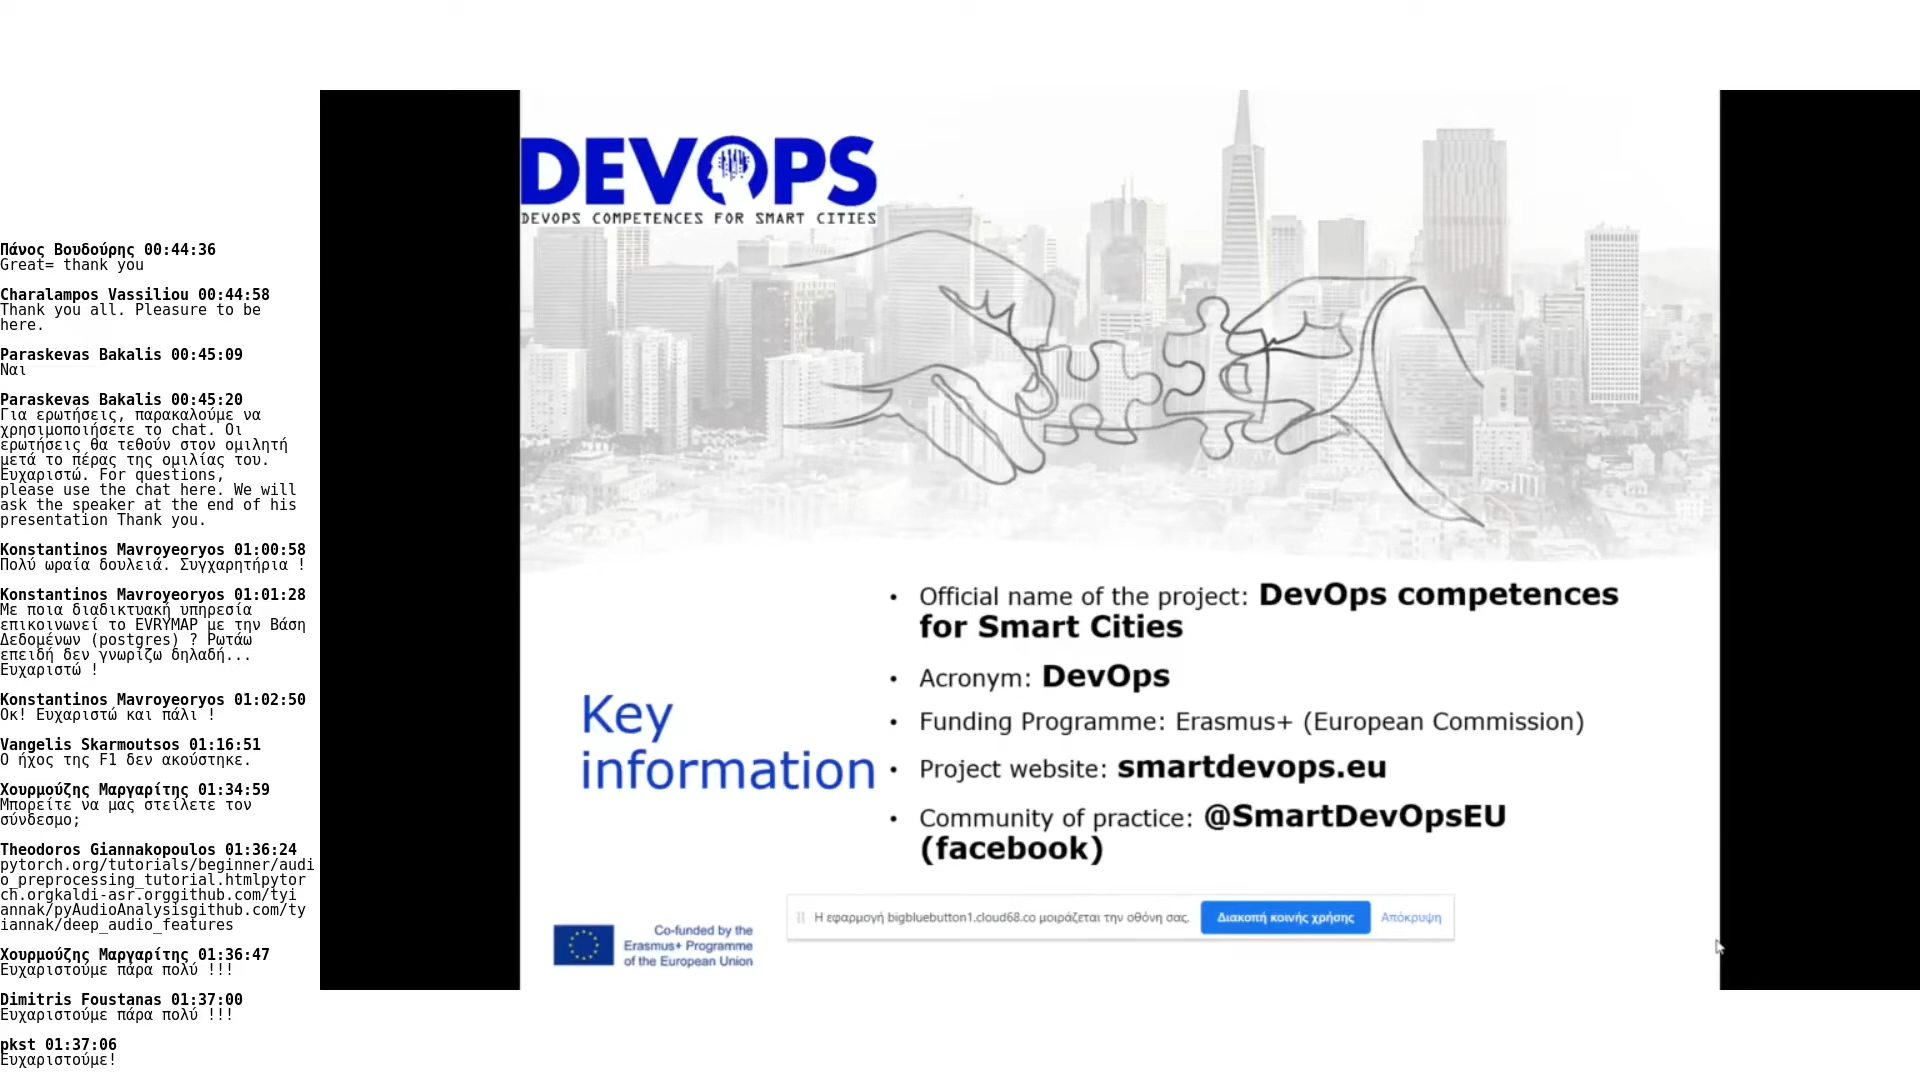 Πάνος Βουδούρης 00:44:36
Great= thank you
Charalampos Vassiliou 00:44:58
Thank you all. Pleasure to be
here.
Paraskevas Bakalis 00:45:09
Ναι
Paraskevas Bakalis 00:45:20
Για ερωτήσεις, παρακαλούμε να
χρησιμοποιήσετε το chat. Οι
ερωτήσεις θα τεθούν στον ομιλητή
μετά το πέρας της ομιλίας του.
Ευχαριστώ. For questions,
please use the chat here. We will
ask the speaker at the end of his
presentation Thank you.
Konstantinos Mavroyeoryos 01:00:58
Πολύ ωραία δουλειά. Συγχαρητήρια !
Konstantinos Mavroyeoryos 01:01:28
Με ποια διαδικτυακή υπηρεσία
επικοινωνεί το EVRYMAP με την Βάση
Δεδομένων (postgres) ? Ρωτάω
επειδή δεν γνωρίζω δηλαδή...
Ευχαριστώ !
Konstantinos Mavroyeoryos 01:02:50
Οκ! Ευχαριστώ και πάλι !
Vangelis Skarmoutsos 01:16:51
Ο ήχος της F1 δεν ακούστηκε.
Χουρμούζης Μαργαρίτης 01:34:59
Μπορείτε να μας στείλετε τον
σύνδεσμο;
Theodoros Giannakopoulos 01:36:24
pytorch.org/tutorials/beginner/audi
o_preprocessing_tutorial.htmlpytor
ch.orgkaldi-asr.orggithub.com/tyi
annak/pyAudioAnalysisgithub.com/ty
iannak/deep_audio_features
Χουρμούζης Μαργαρίτης 01:36:47
Ευχαριστούμε πάρα πολύ !!!
Dimitris Foustanas 01:37:00
Ευχαριστούμε πάρα πολύ !!!
pkst 01:37:06
Ευχαριστούμε!
DEVOPS
DEVOPS COMPETENCES FOR SMART CITIES
Key
information
• Official name of the project: DevOps competences
for Smart Cities
• Acronym: DevOps
• Funding Programme: Erasmus+ (European Commission)
• Project website: smartdevops.eu
• Community of practice: @SmartDevOpsEU
(facebook)
Η εφαρμογή bigbluebutton1.cloud68.co μοιράζεται την οθόνη σας. Διακοπή κοινής χρήσης Απόκρυψη
Co-funded by the
Erasmus+ Programme
of the European Union